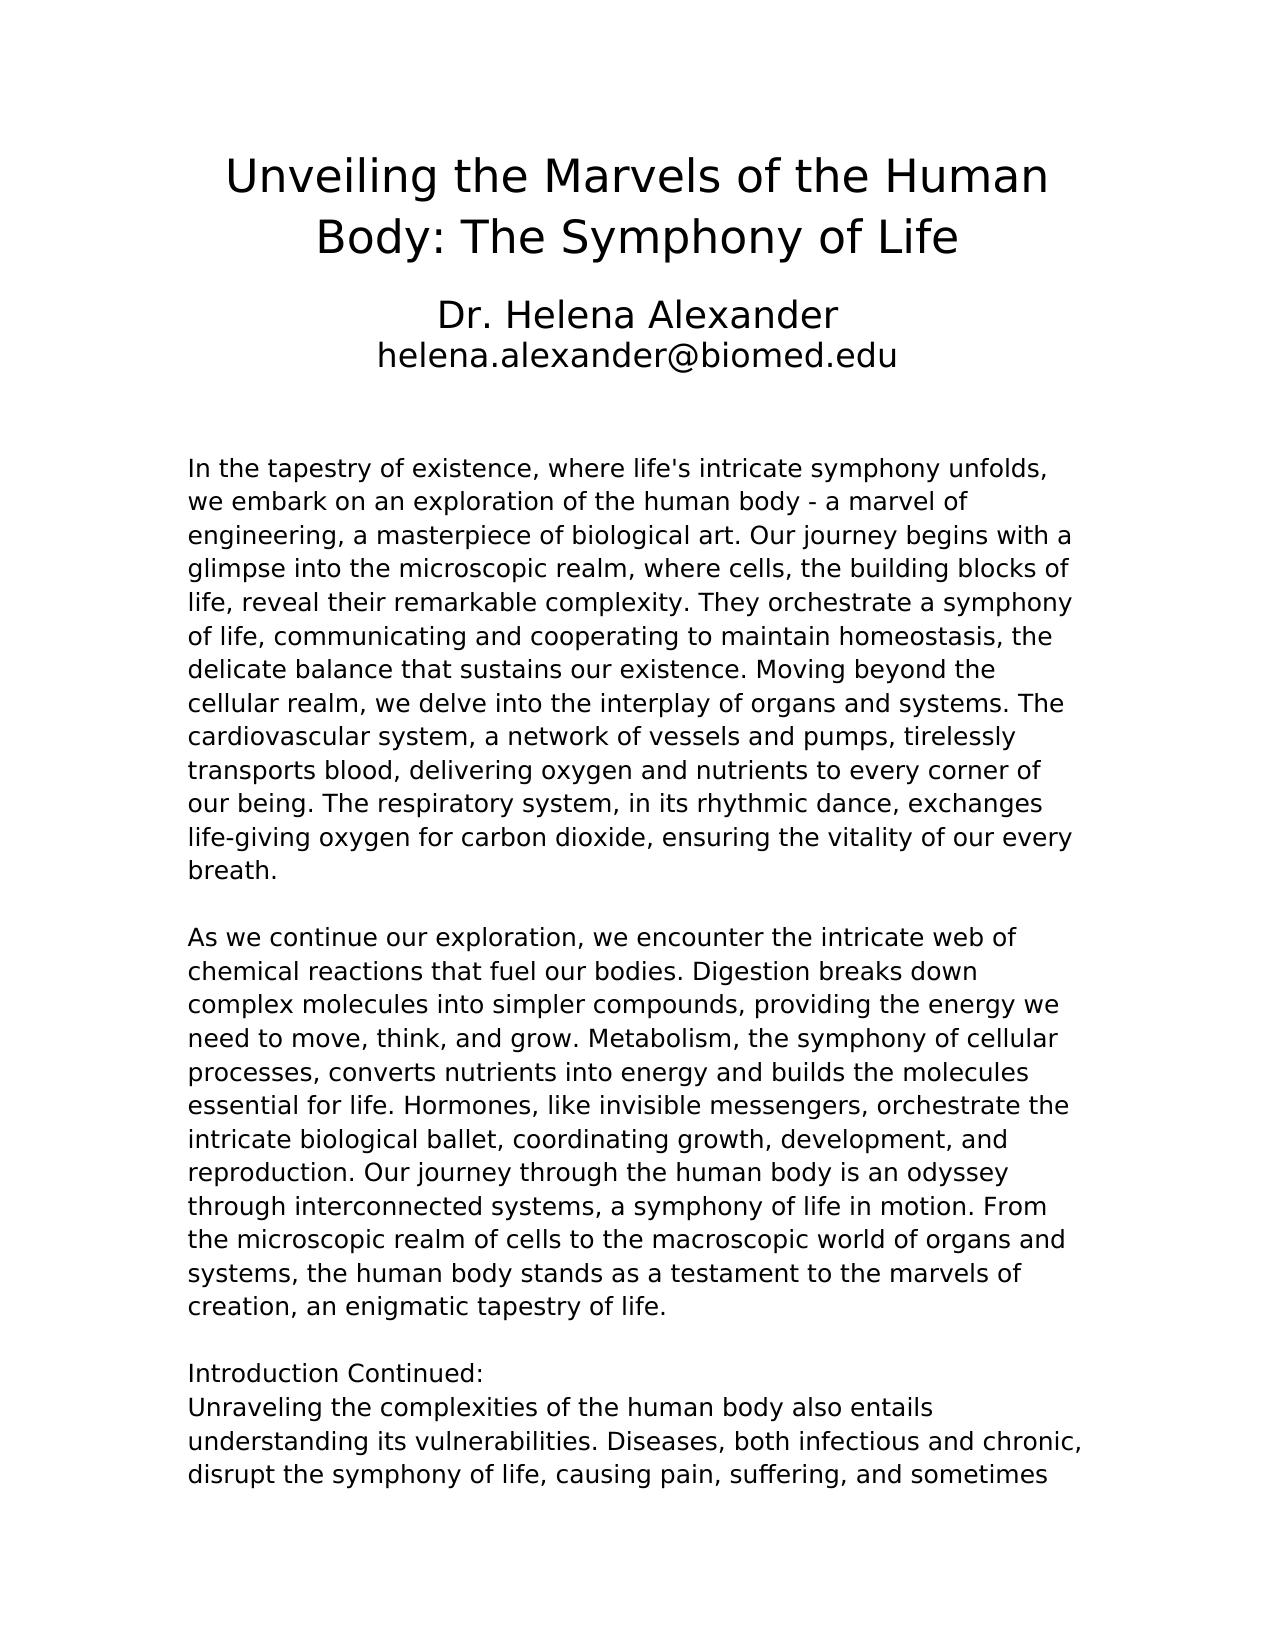 Unveiling the Marvels of the Human
Body: The Symphony of Life
Dr. Helena Alexander
helena.alexander@biomed.edu
In the tapestry of existence, where life's intricate symphony unfolds,
we embark on an exploration of the human body - a marvel of
engineering, a masterpiece of biological art. Our journey begins with a
glimpse into the microscopic realm, where cells, the building blocks of
life, reveal their remarkable complexity. They orchestrate a symphony
of life, communicating and cooperating to maintain homeostasis, the
delicate balance that sustains our existence. Moving beyond the
cellular realm, we delve into the interplay of organs and systems. The
cardiovascular system, a network of vessels and pumps, tirelessly
transports blood, delivering oxygen and nutrients to every corner of
our being. The respiratory system, in its rhythmic dance, exchanges
life-giving oxygen for carbon dioxide, ensuring the vitality of our every
breath.
As we continue our exploration, we encounter the intricate web of
chemical reactions that fuel our bodies. Digestion breaks down
complex molecules into simpler compounds, providing the energy we
need to move, think, and grow. Metabolism, the symphony of cellular
processes, converts nutrients into energy and builds the molecules
essential for life. Hormones, like invisible messengers, orchestrate the
intricate biological ballet, coordinating growth, development, and
reproduction. Our journey through the human body is an odyssey
through interconnected systems, a symphony of life in motion. From
the microscopic realm of cells to the macroscopic world of organs and
systems, the human body stands as a testament to the marvels of
creation, an enigmatic tapestry of life.
Introduction Continued:
Unraveling the complexities of the human body also entails
understanding its vulnerabilities. Diseases, both infectious and chronic,
disrupt the symphony of life, causing pain, suffering, and sometimes